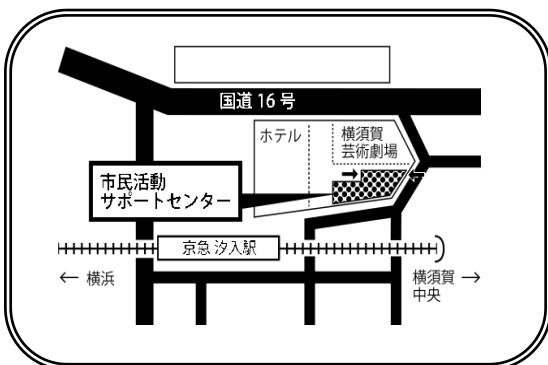 国道16号
ホテル
横須賀
芸術劇場
市民活動
サポートセンター
京急 汐入駅
← 横浜
横須賀 →
中央